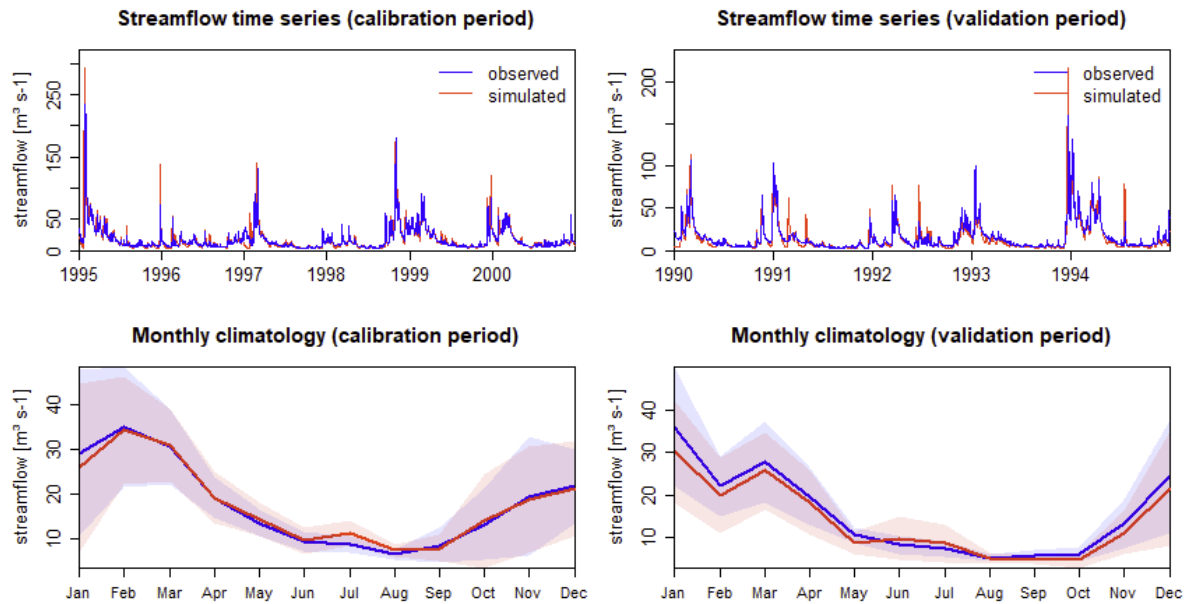 Streamflow time series (calibration period)
streamflow [m³ s-1]
250
150
50
0
observed
simulated
1995 1996 1997 1998 1999 2000
Streamflow time series (validation period)
streamflow [m³ s-1]
200
150
100
50
0
observed
simulated
1990 1991 1992 1993 1994
Monthly climatology (calibration period)
streamflow [m³ s-1]
40
30
20
10
Jan Feb Mar Apr May Jun Jul Aug Sep Oct Nov Dec
Monthly climatology (validation period)
streamflow [m³ s-1]
40
30
20
10
Jan Feb Mar Apr May Jun Jul Aug Sep Oct Nov Dec